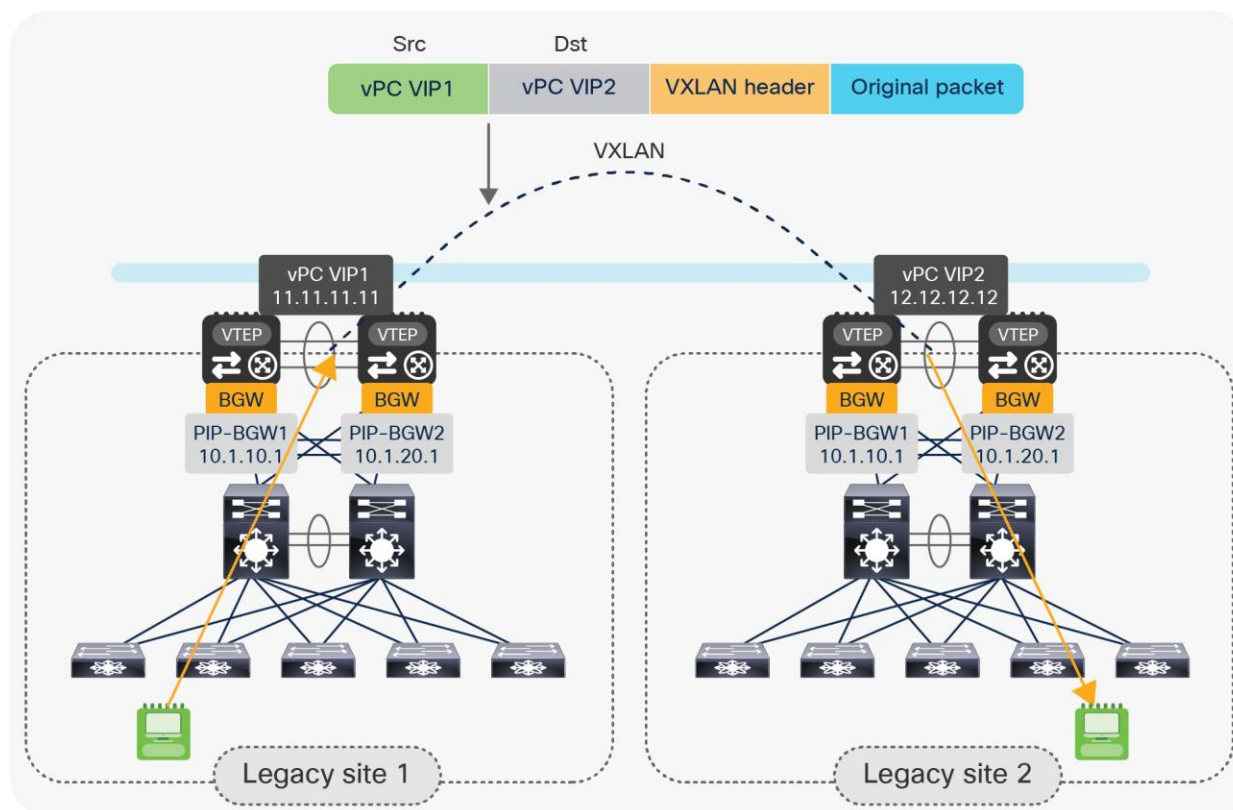 Src Dst
vPC VIP1 vPC VIP2 VXLAN header Original packet
VXLAN
vPC VIP1
11.11.11.11
vPC VIP2
12.12.12.12
VTEP VTEP VTEP VTEP
BGW BGW BGW BGW
PIP-BGW1
10.1.10.1
PIP-BGW2
10.1.20.1
PIP-BGW1
10.1.10.1
PIP-BGW2
10.1.20.1
Legacy site 1 Legacy site 2